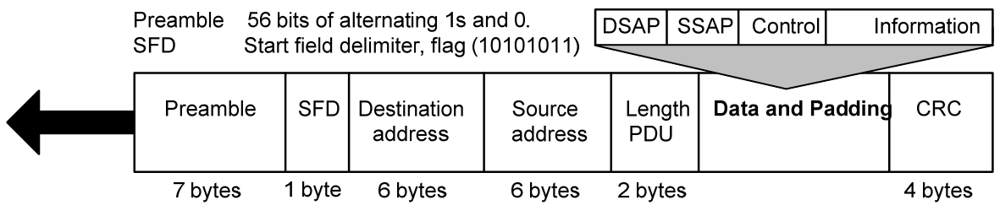 Preamble 56 bits of alternating 1s and 0.
SFD Start field delimiter, flag (10101011)
DSAP SSAP Control Information
Preamble SFD Destination address Source address Length PDU Data and Padding CRC
7 bytes 1 byte 6 bytes 6 bytes 2 bytes 4 bytes